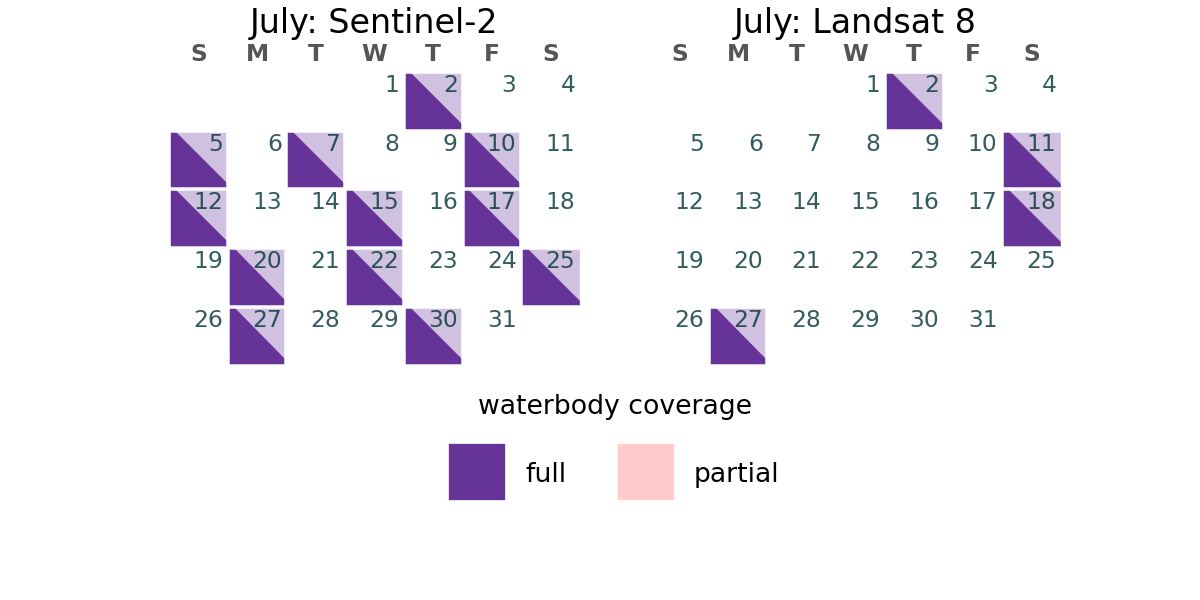 July: Sentinel-2
S M T W T F S
1 2 3 4
5 6 7 8 9 10 11
12 13 14 15 16 17 18
19 20 21 22 23 24 25
26 27 28 29 30 31
July: Landsat 8
S M T W T F S
1 2 3 4
5 6 7 8 9 10 11
12 13 14 15 16 17 18
19 20 21 22 23 24 25
26 27 28 29 30 31
waterbody coverage
full partial